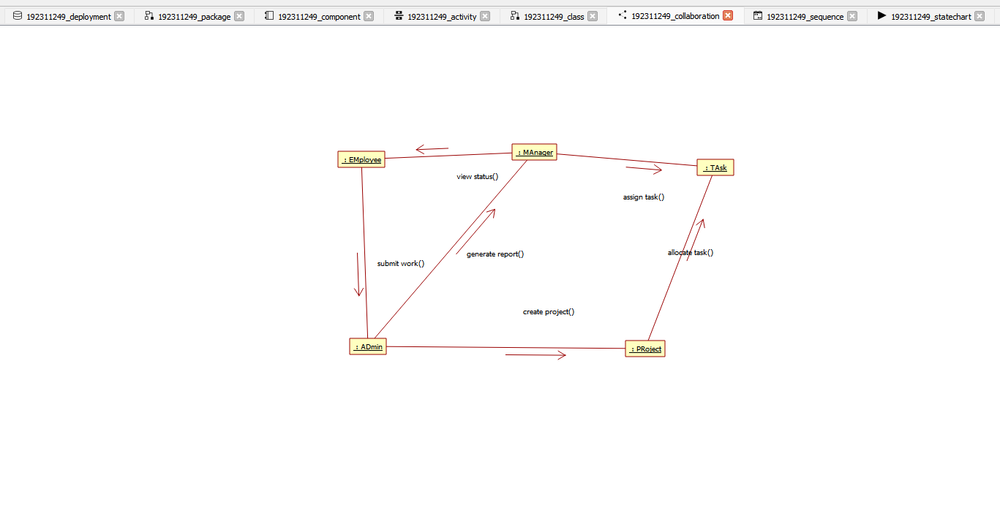 192311249_deployment
192311249_package
192311249_component
192311249_activity
192311249_class
192311249_collaboration
192311249_sequence
192311249_statechart
: EMployee
: MAnager
: TAsk
view status()
assign task()
submit work()
generate report()
allocate task()
create project()
: ADmin
: PRoject